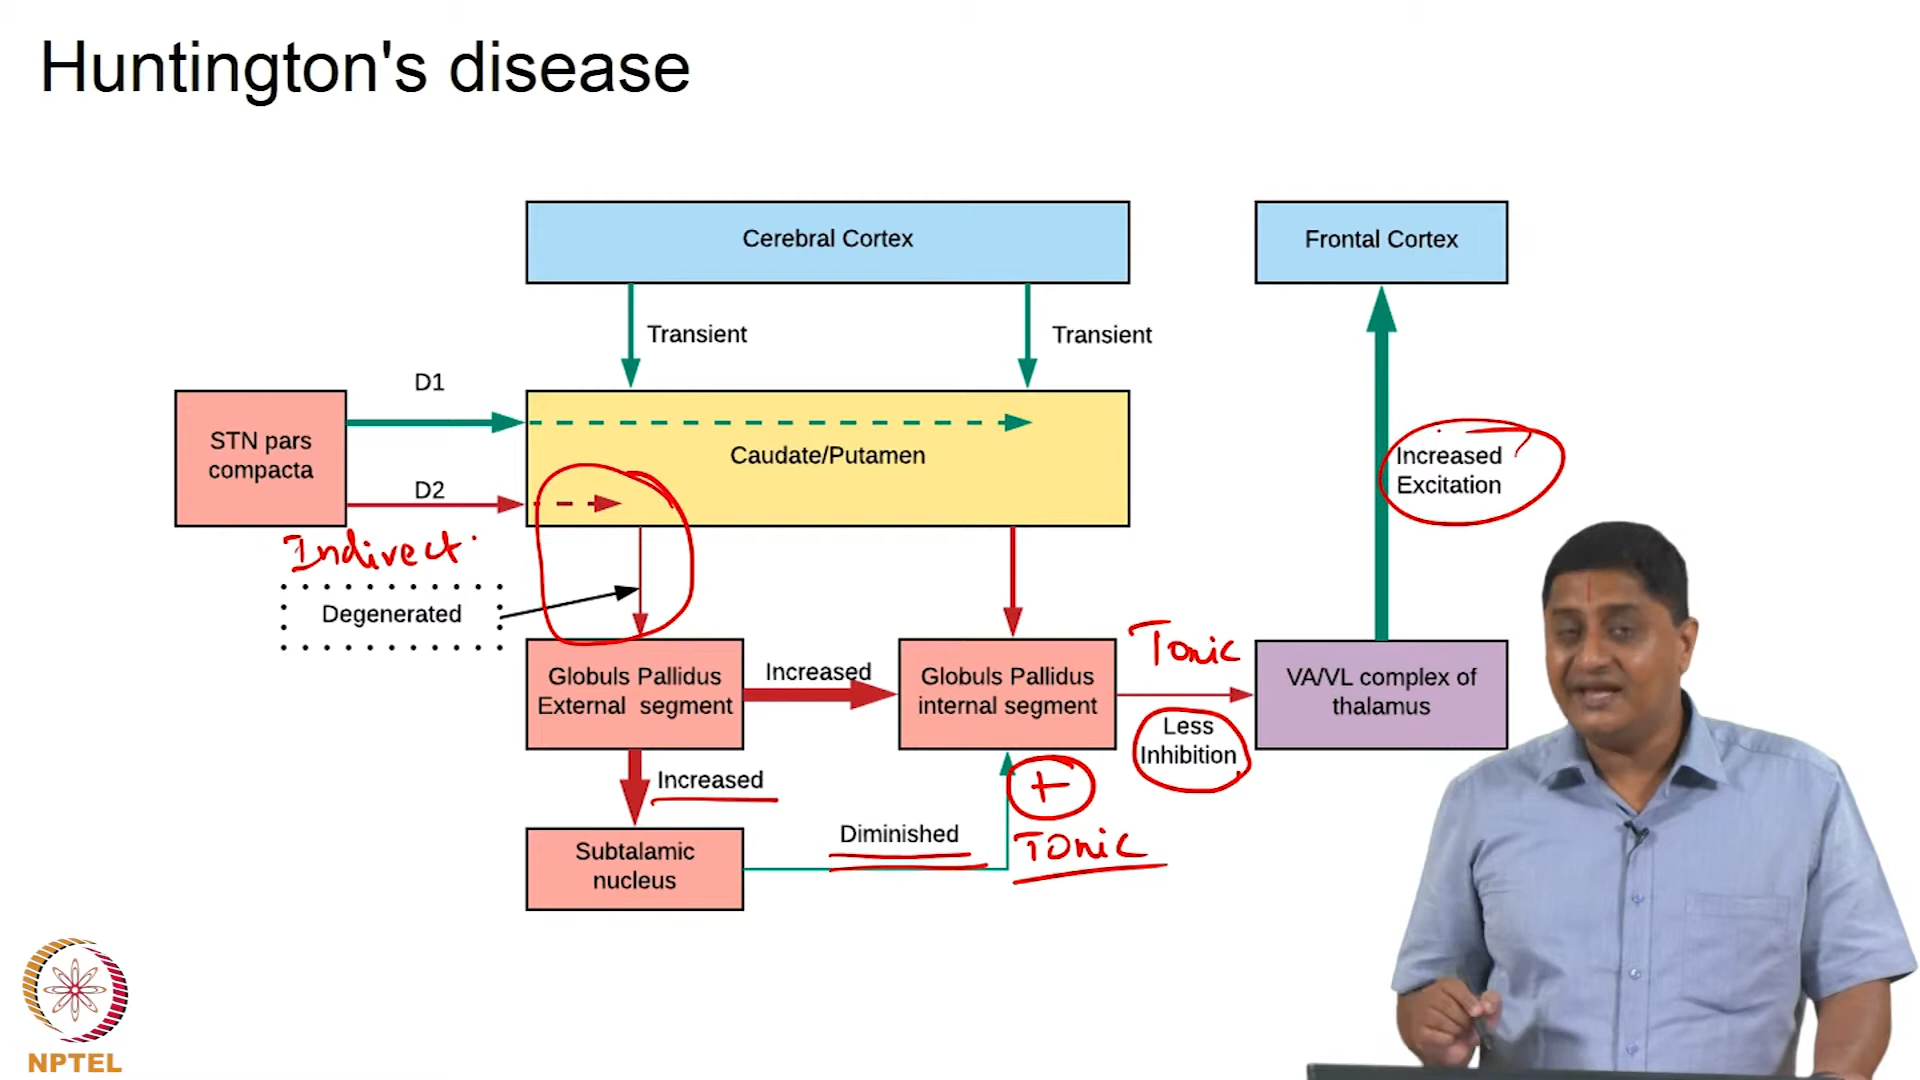 Huntington's disease
Cerebral Cortex
Frontal Cortex
Transient
Transient
D1
STN pars
compacta
Caudate/Putamen
Increased
Excitation
D2
Indirect
Degenerated
Globuls Pallidus
External segment
Increased
Globuls Pallidus
internal segment
Tonic
Less
Inhibition
VA/VL complex of
thalamus
Increased
+
Diminished
Tonic
Subtalamic
nucleus
NPTEL